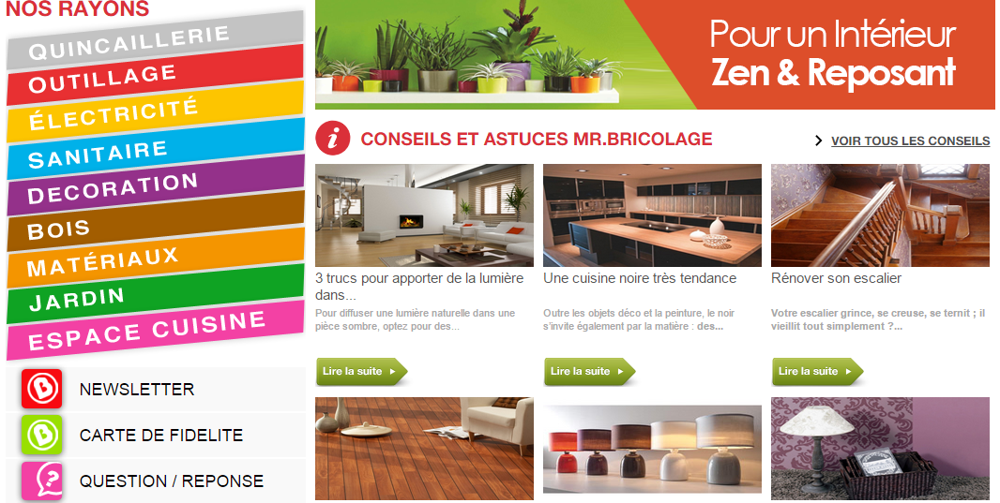 NOS RAYONS
QUINCAILLERIE
OUTILLAGE
ÉLECTRICITÉ
SANITAIRE
DECORATION
BOIS
MATÉRIAUX
JARDIN
ESPACE CUISINE
NEWSLETTER
CARTE DE FIDELITE
QUESTION / REPONSE
Pour un Intérieur
Zen & Reposant
CONSEILS ET ASTUCES MR.BRICOLAGE
VOIR TOUS LES CONSEILS
3 trucs pour apporter de la lumière
dans...
Pour diffuser une lumière naturelle dans une
pièce sombre, optez pour des...
Lire la suite
Une cuisine noire très tendance
Outre les objets déco et la peinture, le noir
s'invite également par la matière : des...
Lire la suite
Rénover son escalier
Votre escalier grince, se creuse, se ternit ; il
vieillit tout simplement ?...
Lire la suite